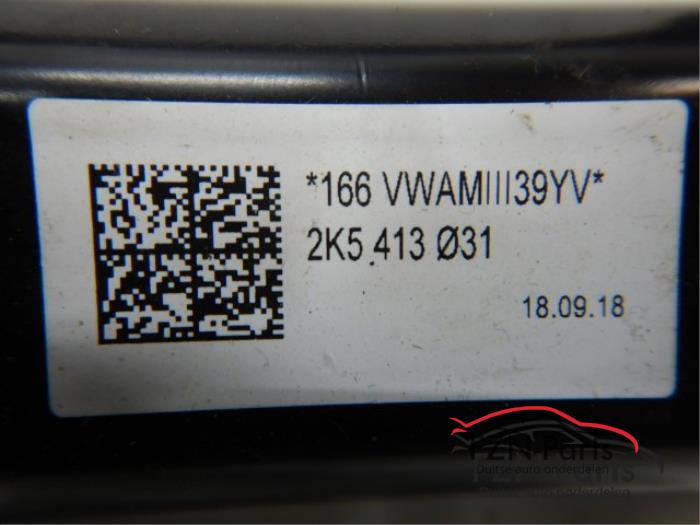 *166 VWAMIII39YV*
2K5 413 Ø31
18.09.18
FZN-Parts
Duitse auto onderdelen